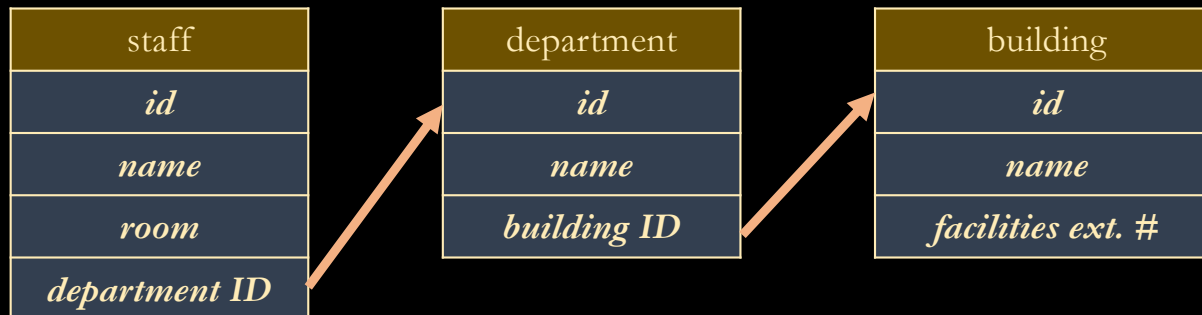 staff
id
name
room
department ID
department
id
name
building ID
building
id
name
facilities ext. #